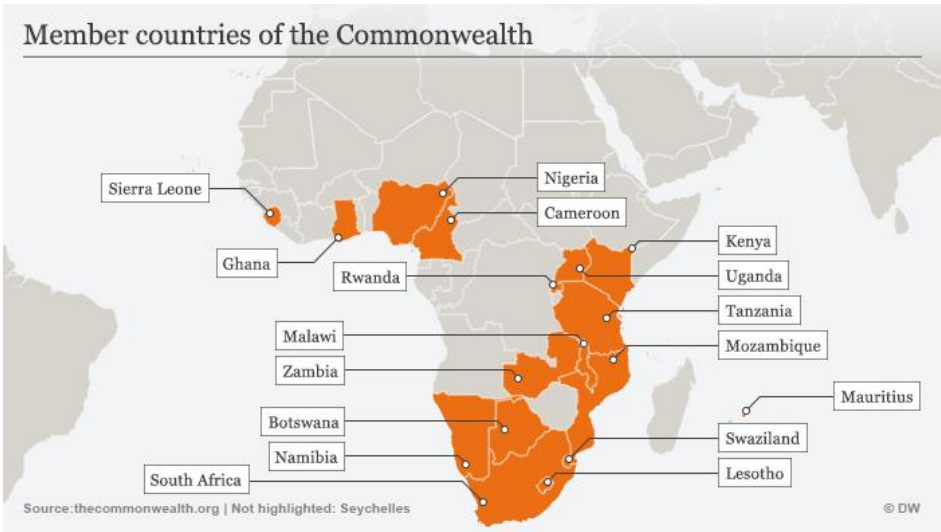 Member countries of the Commonwealth
Sierra Leone
Nigeria
Cameroon
Ghana
Kenya
Rwanda
Uganda
Tanzania
Malawi
Mozambique
Zambia
Mauritius
Botswana
Swaziland
Namibia
Lesotho
South Africa
Source:thecommonwealth.org | Not highlighted: Seychelles
© DW